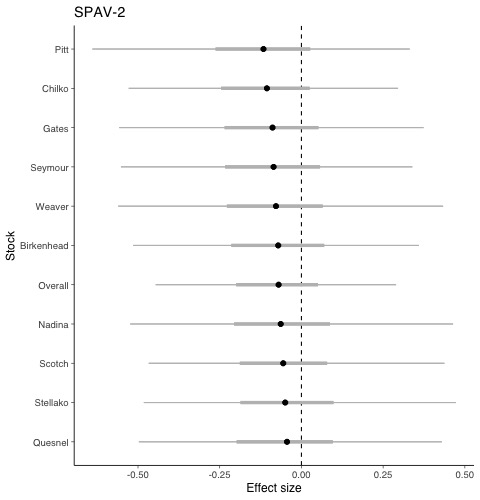 SPAV-2
Stock
Pitt
Chilko
Gates
Seymour
Weaver
Birkenhead
Overall
Nadina
Scotch
Stellako
Quesnel
-0.50 -0.25 0.00 0.25 0.50
Effect size